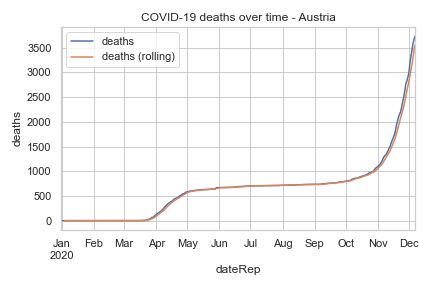 COVID-19 deaths over time - Austria
deaths
deaths (rolling)
3500
3000
2500
2000
1500
1000
500
0
deaths
Jan Feb Mar Apr May Jun Jul Aug Sep Oct Nov Dec
2020
dateRep